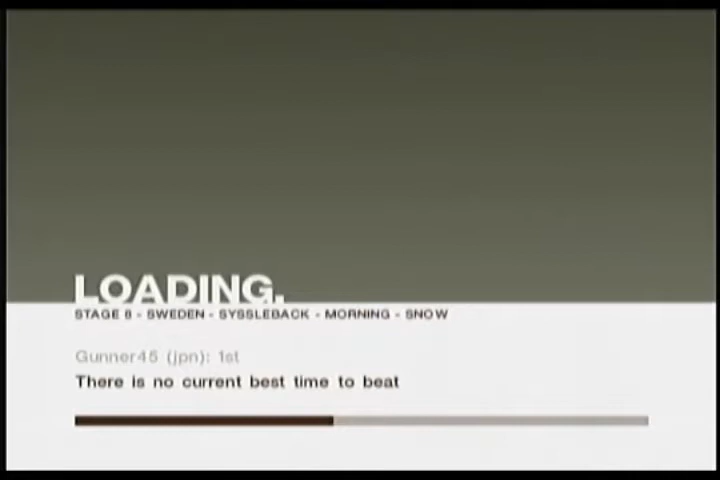 LOADING.
STAGE 8 - SWEDEN - SYSSLEBACK - MORNING - SNOW
Gunner45 (jpn): 1st
There is no current best time to beat